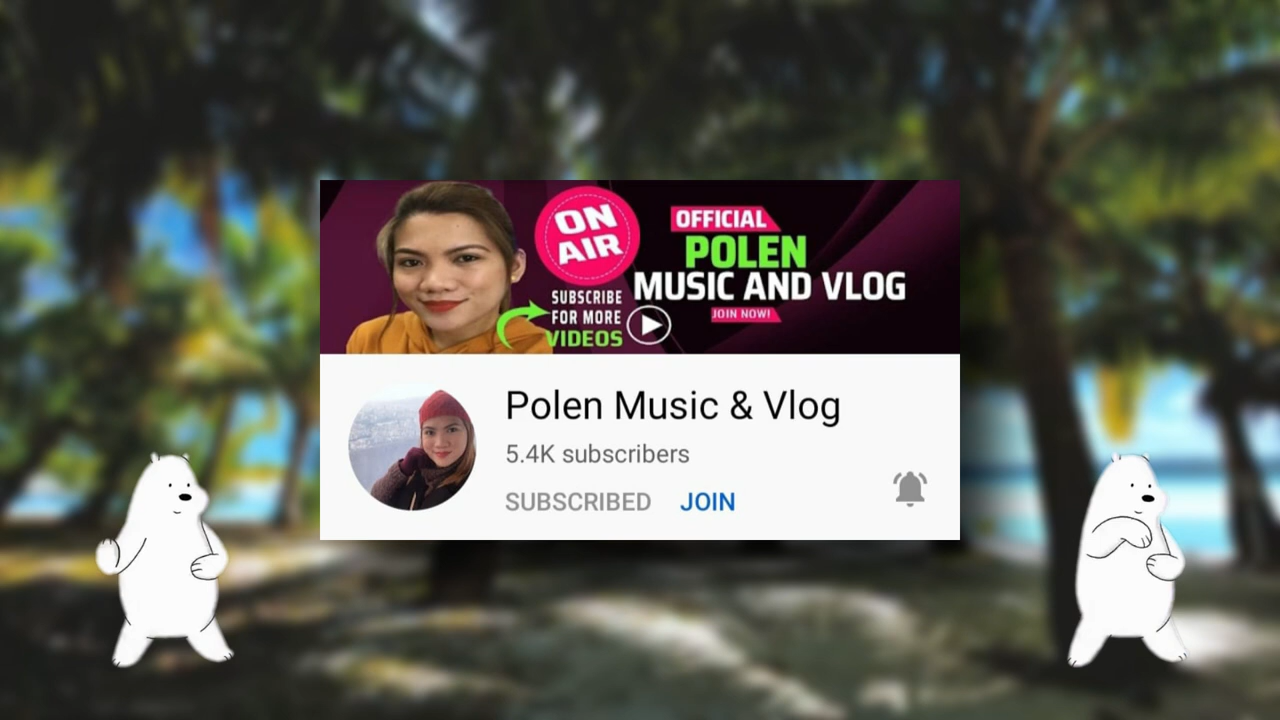 ON
AIR
SUBSCRIBE
FOR MORE
VIDEOS
OFFICIAL
POLEN
MUSIC AND VLOG
JOIN NOW!
Polen Music & Vlog
5.4K subscribers
SUBSCRIBED JOIN